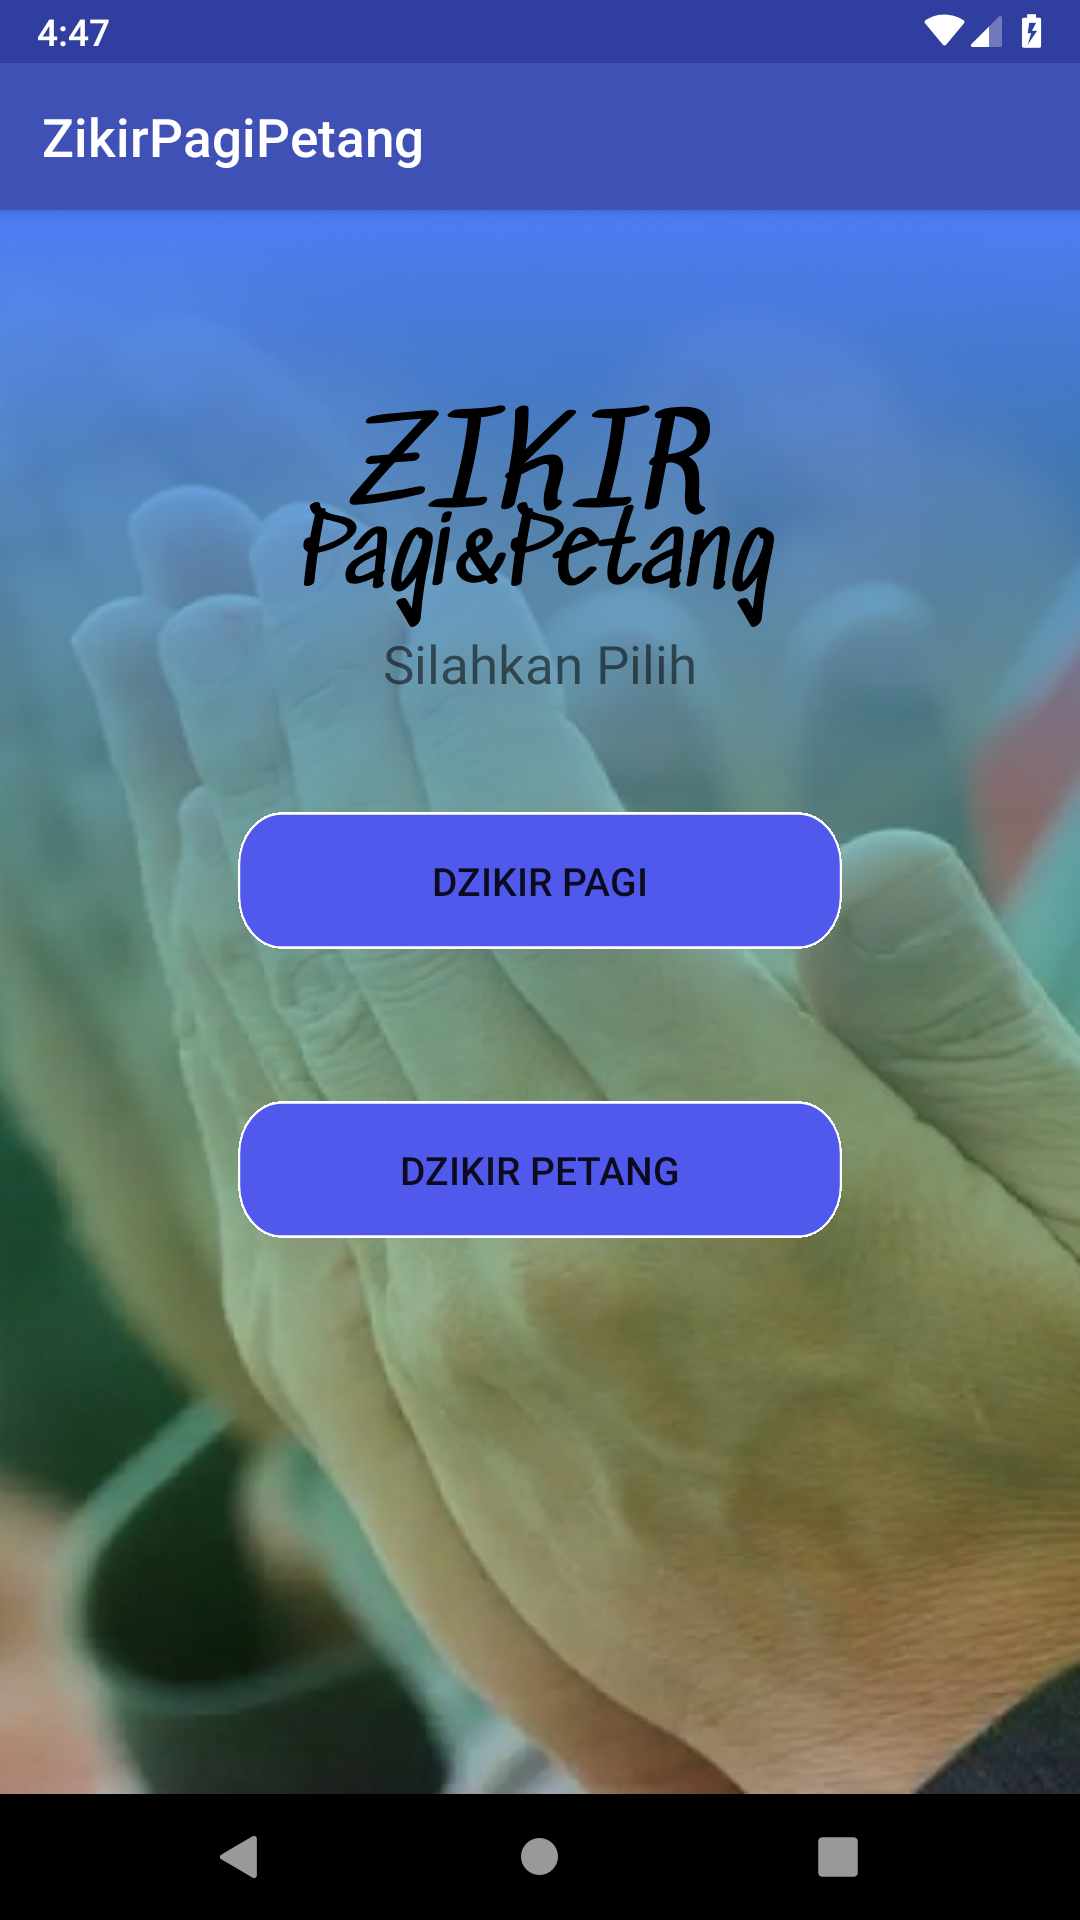 4:47
ZikirPagiPetang
ZIKIR
Pagi&Petang
Silahkan Pilih
DZIKIR PAGI
DZIKIR PETANG